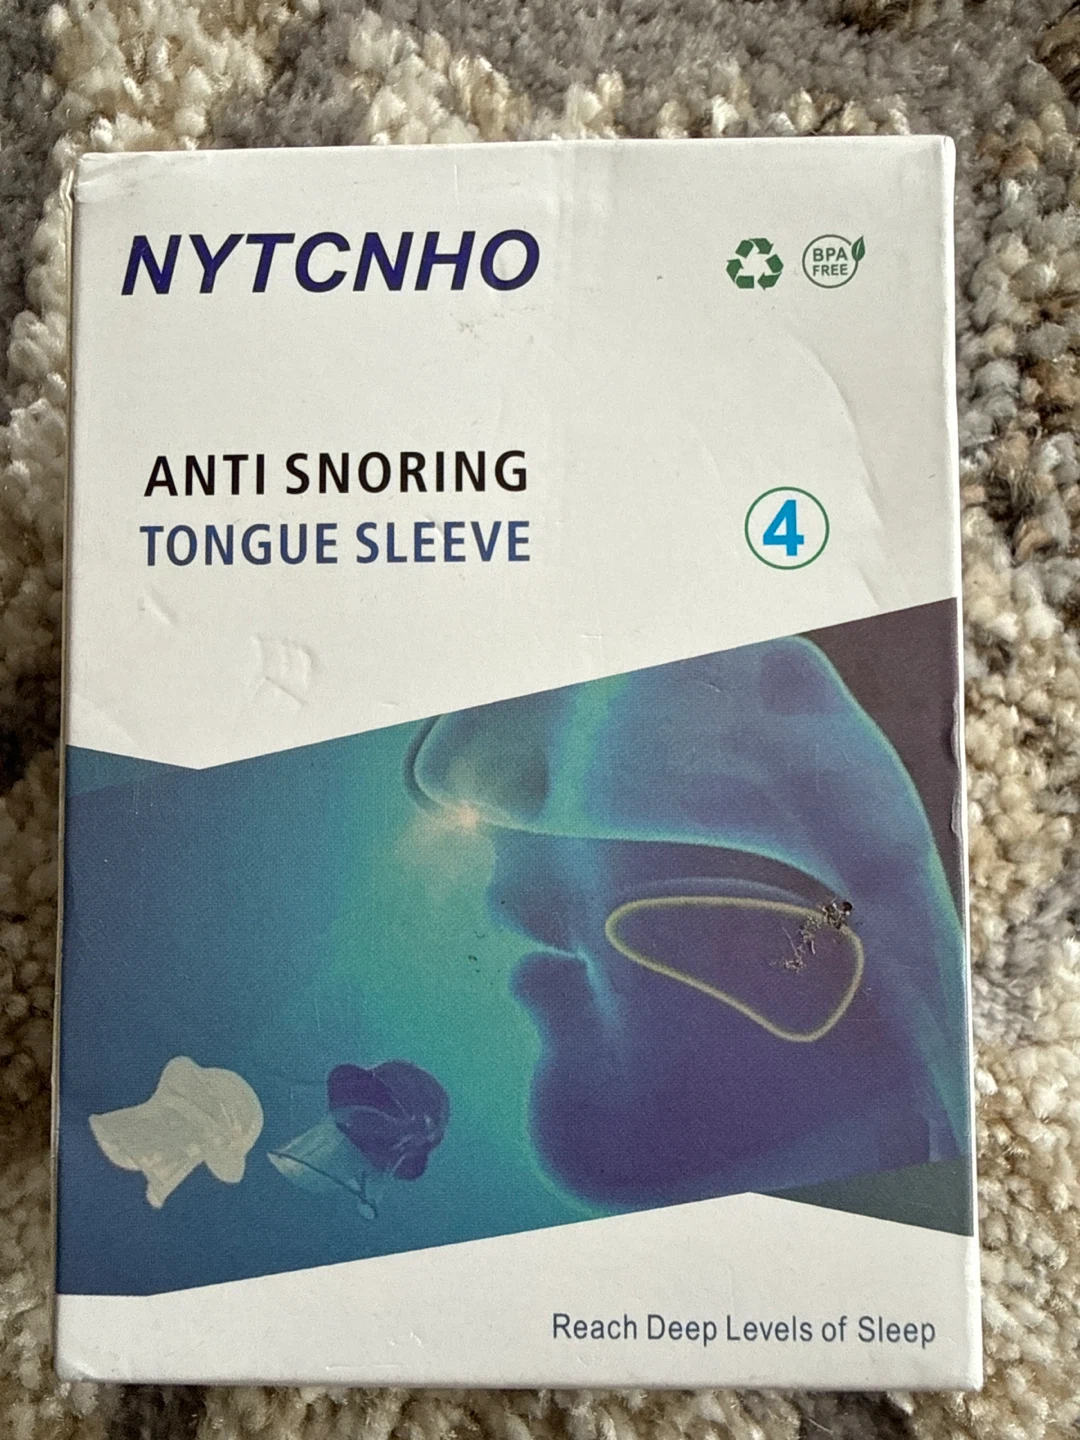 NYTCNHO
BPA
FREE
ANTI SNORING
TONGUE SLEEVE
4
Reach Deep Levels of Sleep